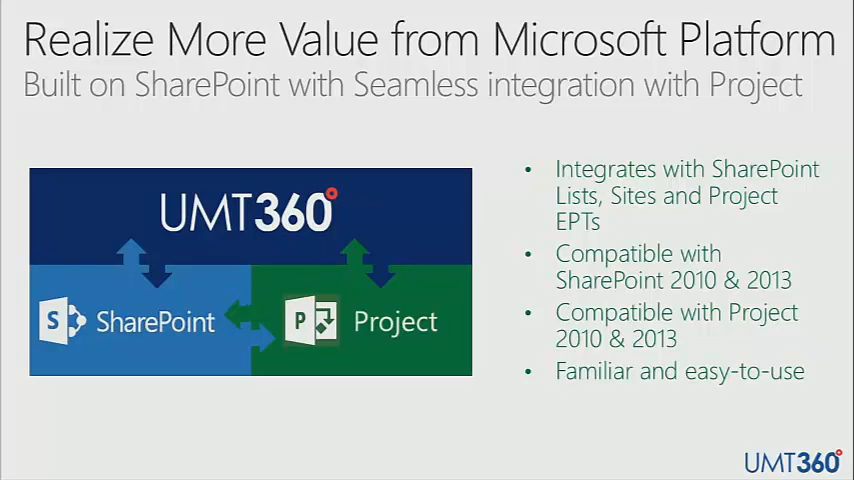 Realize More Value from Microsoft Platform
Built on SharePoint with Seamless integration with Project
UMT360
S SharePoint
P Project
• Integrates with SharePoint
Lists, Sites and Project
EPTs
• Compatible with
SharePoint 2010 & 2013
• Compatible with Project
2010 & 2013
• Familiar and easy-to-use
UMT360